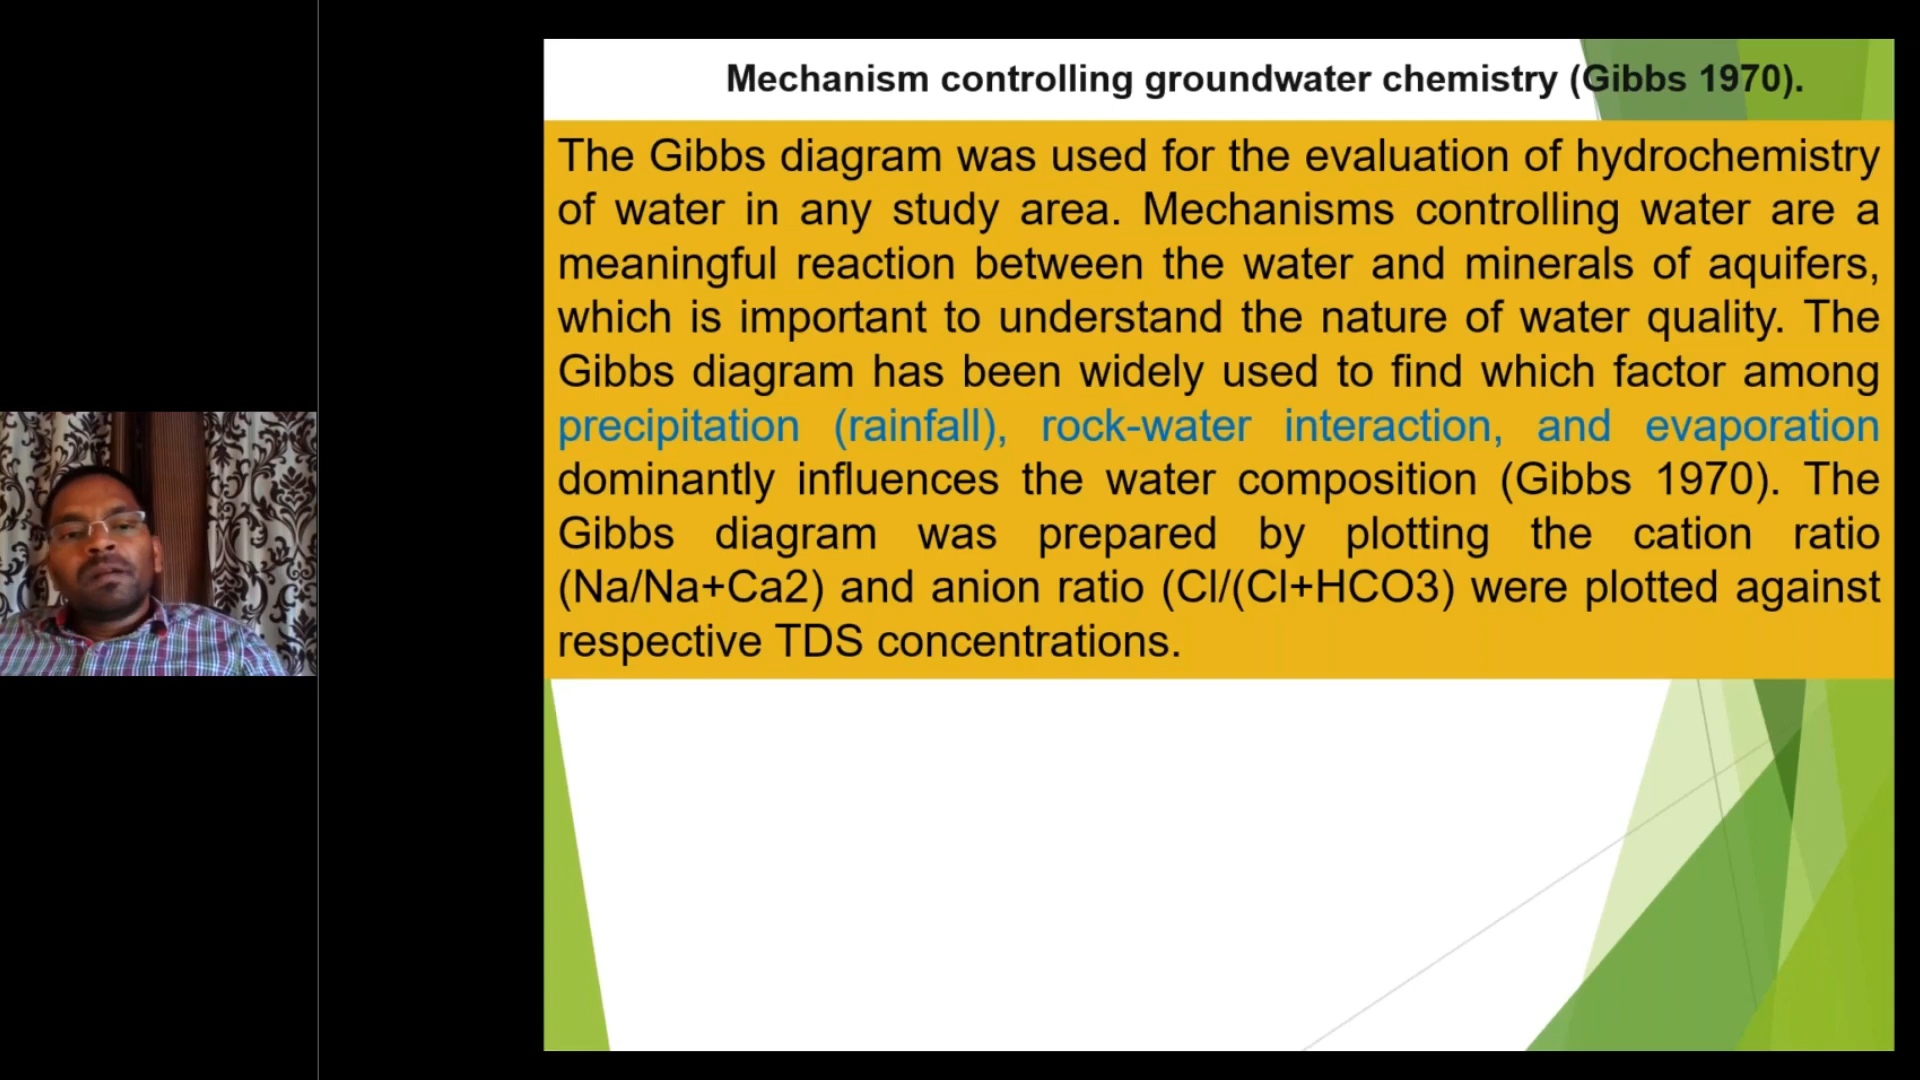 Mechanism controlling groundwater chemistry (Gibbs 1970).
The Gibbs diagram was used for the evaluation of hydrochemistry
of water in any study area. Mechanisms controlling water are a
meaningful reaction between the water and minerals of aquifers,
which is important to understand the nature of water quality. The
Gibbs diagram has been widely used to find which factor among
precipitation (rainfall), rock-water interaction, and evaporation
dominantly influences the water composition (Gibbs 1970). The
Gibbs diagram was prepared by plotting the cation ratio
(Na/Na+Ca2) and anion ratio (Cl/(Cl+HCO3) were plotted against
respective TDS concentrations.